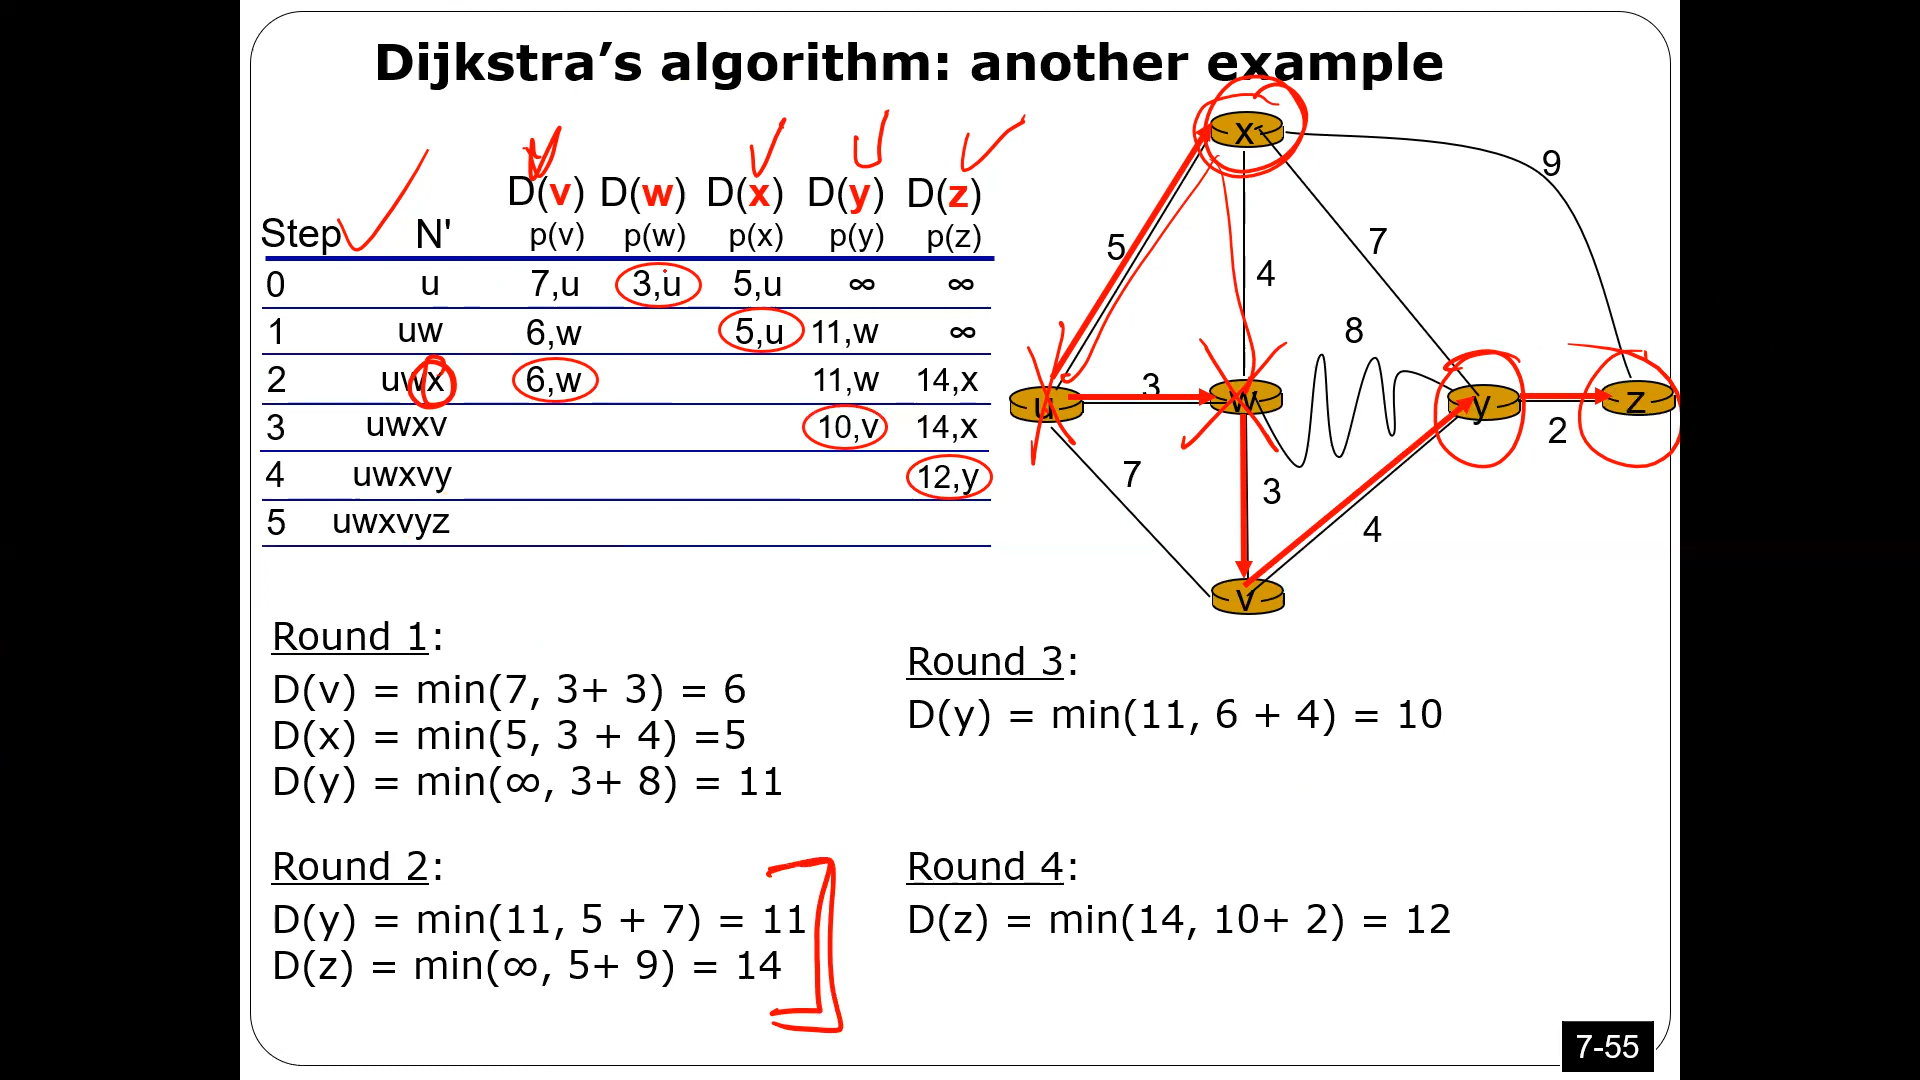 Dijkstra’s algorithm: another example
D(v) D(w) D(x) D(y) D(z)
Step N' p(v) p(w) p(x) p(y) p(z)
0 u 7,u 3,u 5,u ∞ ∞
1 uw 6,w 5,u 11,w ∞
2 uwx 6,w 11,w 14,x
3 uwxv 10,v 14,x
4 uwxvy 12,y
5 uwxvyz
x
9
5
7
4
8
3
u
w
y
z
2
7
3
4
v
Round 1:
D(v) = min(7, 3+ 3) = 6
D(x) = min(5, 3 + 4) =5
D(y) = min(∞, 3+ 8) = 11
Round 2:
D(y) = min(11, 5 + 7) = 11
D(z) = min(∞, 5+ 9) = 14
Round 3:
D(y) = min(11, 6 + 4) = 10
Round 4:
D(z) = min(14, 10+ 2) = 12
7-55